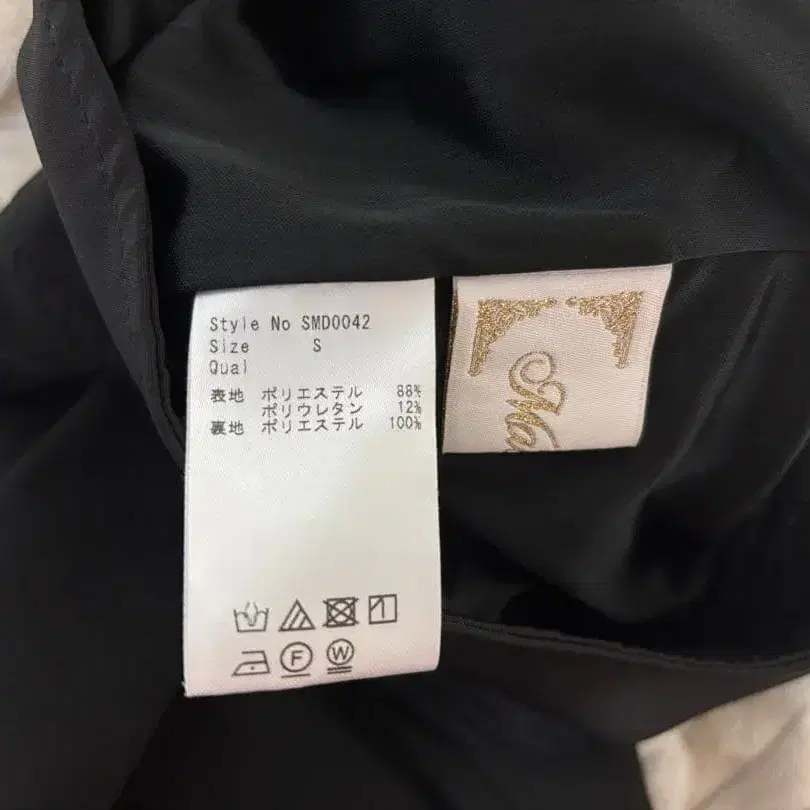 Style No SMD0042
Size S
Qual
表地 ポリエステル 88%
ポリウレタン 12%
裏地 ポリエステル 100%
F
W